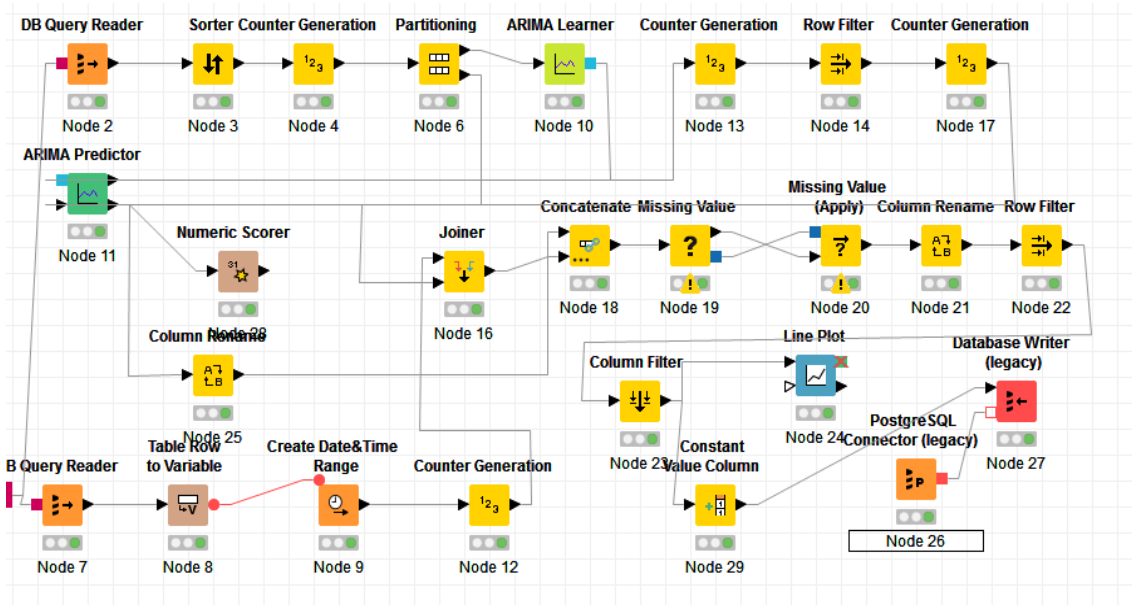 DB Query Reader
Sorter
Counter Generation
Partitioning
ARIMA Learner
Counter Generation
Row Filter
Counter Generation
Node 2
Node 3
Node 4
Node 6
Node 10
Node 13
Node 14
Node 17
ARIMA Predictor
Node 11
Numeric Scorer
Node 28
Joiner
Node 16
Concatenate
Missing Value
Missing Value
(Apply)
Column Rename
Row Filter
Node 18
Node 19
Node 20
Node 21
Node 22
Column Rename
Node 25
Column Filter
Node 23
Line Plot
Node 24
Database Writer
(legacy)
Node 27
PostgreSQL
Connector (legacy)
Node 26
B Query Reader
Table Row
to Variable
Create Date&Time
Range
Counter Generation
Constant
Value Column
Node 7
Node 8
Node 9
Node 12
Node 29